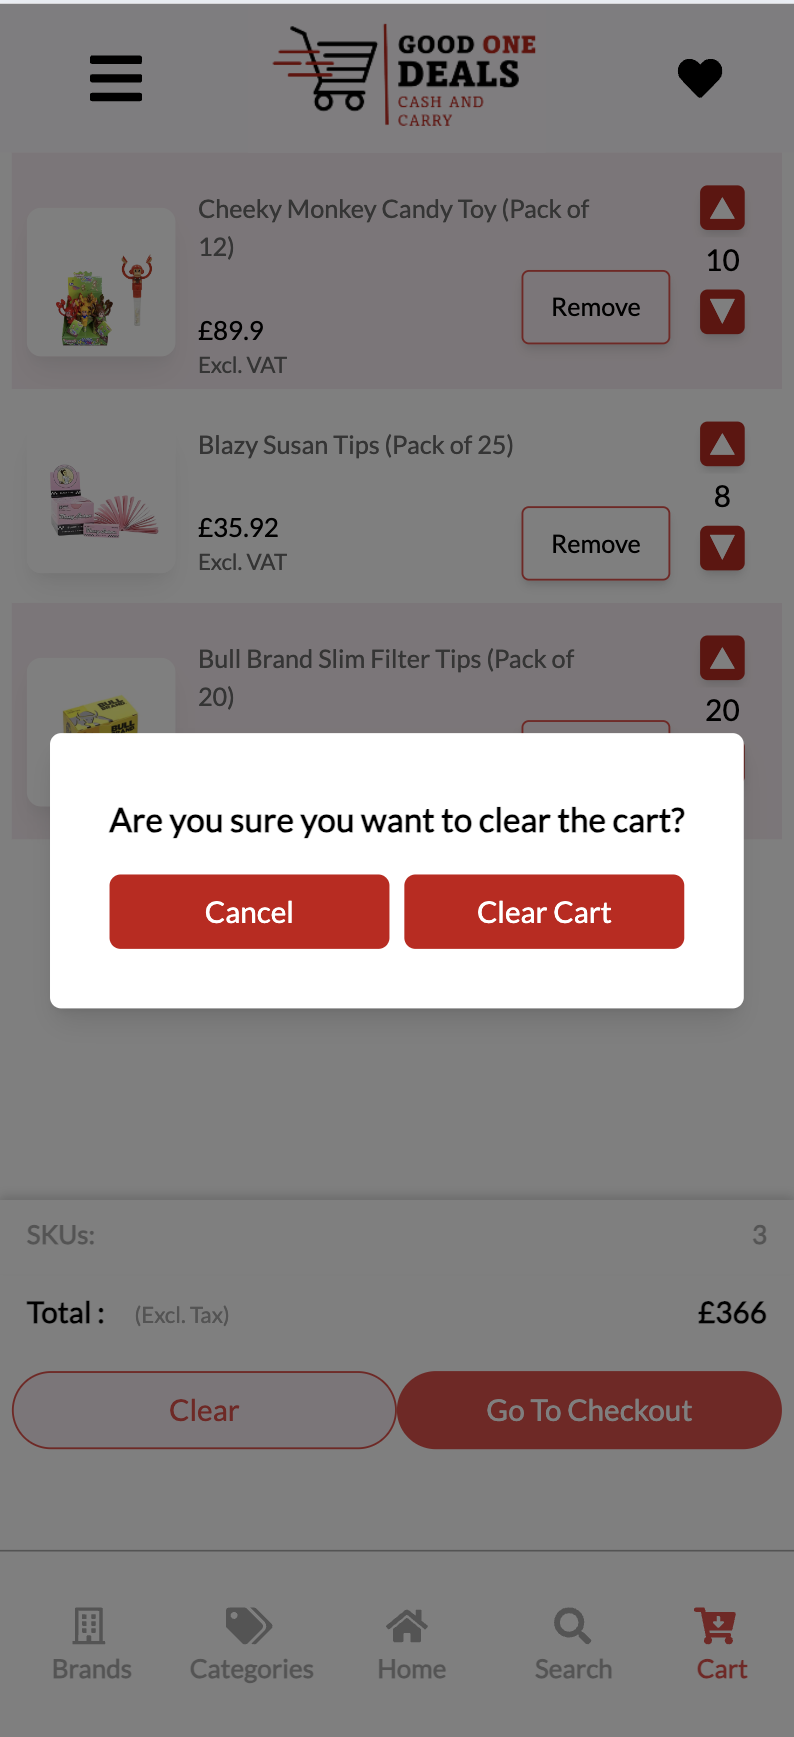 GOOD ONE
DEALS
CASH AND
CARRY
Cheeky Monkey Candy Toy (Pack of
12)
10
Remove
£89.9
Excl. VAT
Blazy Susan Tips (Pack of 25)
8
£35.92
Remove
Excl. VAT
Bull Brand Slim Filter Tips (Pack of
20)
20
BULL
BRAND
Are you sure you want to clear the cart?
Cancel
Clear Cart
SKUs:
3
Total :
(Excl. Tax)
£366
Clear
Go To Checkout
Brands
Categories
Home
Search
Cart